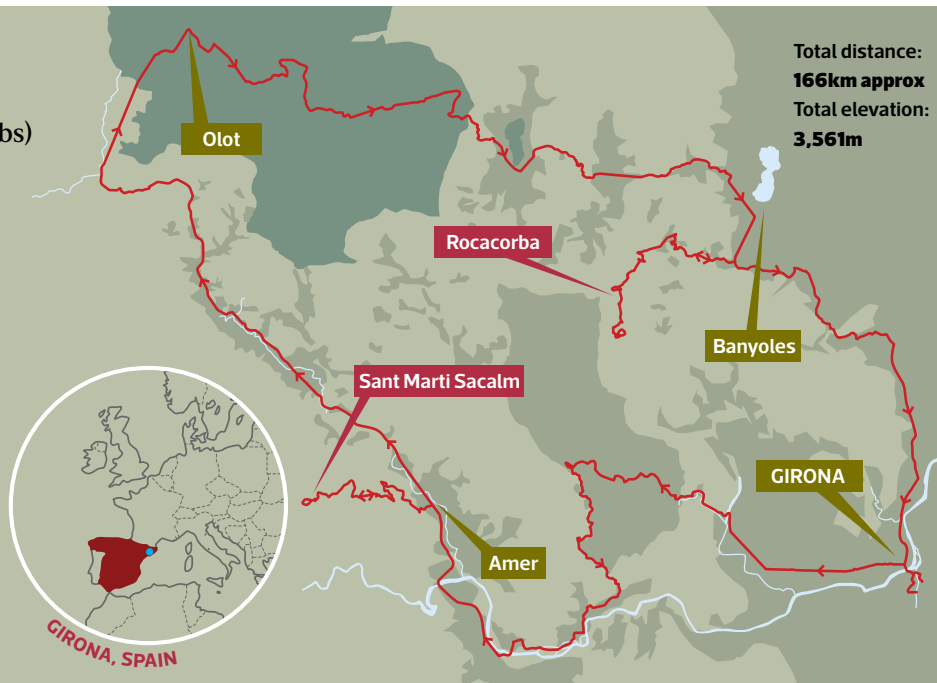 Total distance:
166km approx
Total elevation:
3,561m
bs)
Olot
Rocacorba
Banyoles
Sant Marti Sacalm
GIRONA
Amer
GIRONA, SPAIN